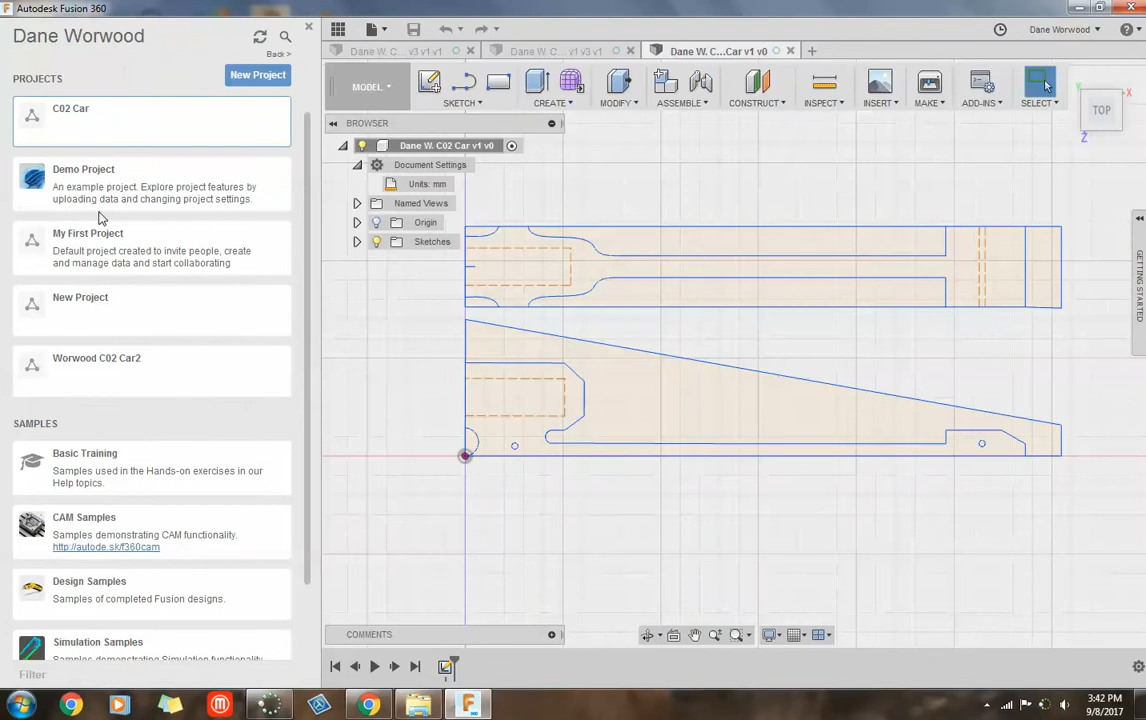 Autodesk Fusion 360
Dane Worwood
Back >
PROJECTS
New Project
C02 Car
Demo Project
An example project. Explore project features by
uploading data and changing project settings.
My First Project
Default project created to invite people, create
and manage data and start collaborating
New Project
Worwood C02 Car2
SAMPLES
Basic Training
Samples used in the Hands-on exercises in our
Help topics.
CAM Samples
Samples demonstrating CAM functionality.
http://autode.sk/f360cam
Design Samples
Samples of completed Fusion designs.
Simulation Samples
Samples demonstrating Simulation functionality
Filter
Dane Worwood
Dane W. C... v3 v1 v1
Dane W. C...Car v1 v1
Dane W. C...Car v1 v0
MODEL
SKETCH
CREATE
MODIFY
ASSEMBLE
CONSTRUCT
INSPECT
INSERT
MAKE
ADD-INS
SELECT
TOP
X
Y
Z
BROWSER
Dane W. C02 Car v1 v0
Document Settings
Units: mm
Named Views
Origin
Sketches
GETTING STARTED
COMMENTS
3:42 PM
9/8/2017